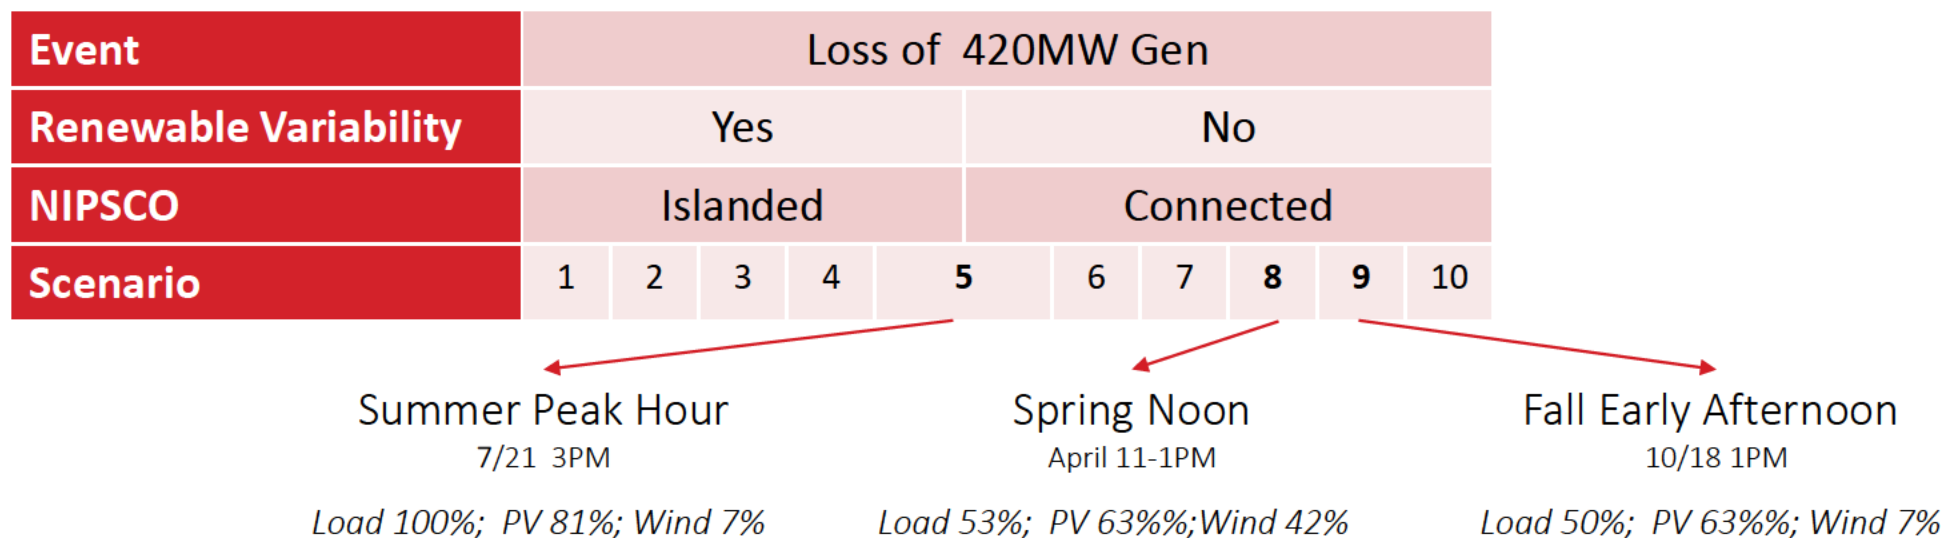 Event Loss of 420MW Gen
Renewable Variability Yes No
NIPSCO Islanded Connected
Scenario 1 2 3 4 5 6 7 8 9 10
Summer Peak Hour Spring Noon Fall Early Afternoon
7/21 3PM April 11-1PM 10/18 1PM
Load 100%; PV 81%; Wind 7% Load 53%; PV 63%%;Wind 42% Load 50%; PV 63%%; Wind 7%